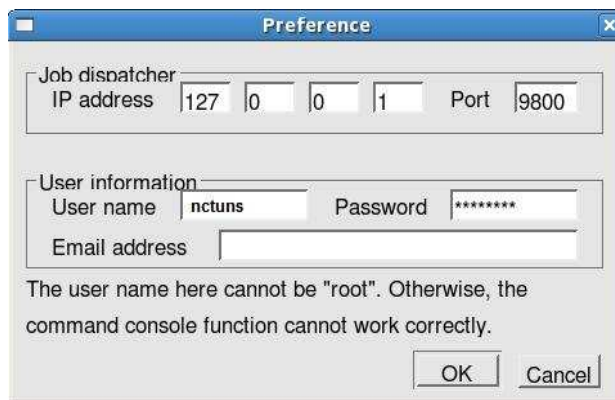 Preference
Job dispatcher
IP address 127 0 0 1 Port 9800
User information
User name nctuns Password ********
Email address
The user name here cannot be "root". Otherwise, the
command console function cannot work correctly.
OK Cancel